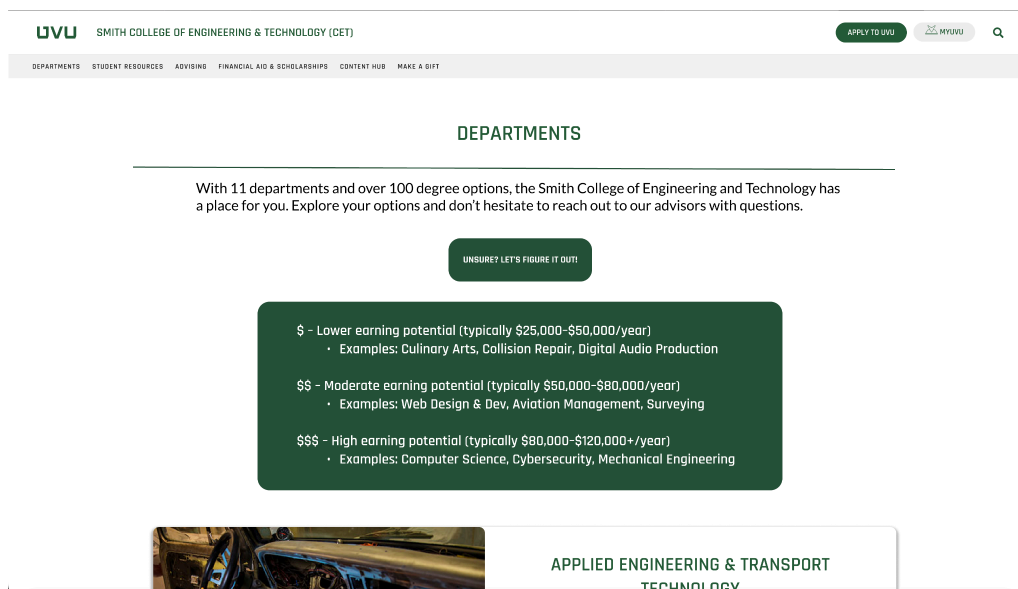 UVU
SMITH COLLEGE OF ENGINEERING & TECHNOLOGY (CET)
APPLY TO UVU
MYUVU
DEPARTMENTS
STUDENT RESOURCES
ADVISING
FINANCIAL AID & SCHOLARSHIPS
CONTENT HUB
MAKE A GIFT
DEPARTMENTS
With 11 departments and over 100 degree options, the Smith College of Engineering and Technology has
a place for you. Explore your options and don't hesitate to reach out to our advisors with questions.
UNSURE? LET'S FIGURE IT OUT!
$ – Lower earning potential (typically $25,000–$50,000/year)
• Examples: Culinary Arts, Collision Repair, Digital Audio Production
$$ – Moderate earning potential (typically $50,000–$80,000/year)
• Examples: Web Design & Dev, Aviation Management, Surveying
$$$ – High earning potential (typically $80,000–$120,000+/year)
• Examples: Computer Science, Cybersecurity, Mechanical Engineering
APPLIED ENGINEERING & TRANSPORT
TECHNOLOGY